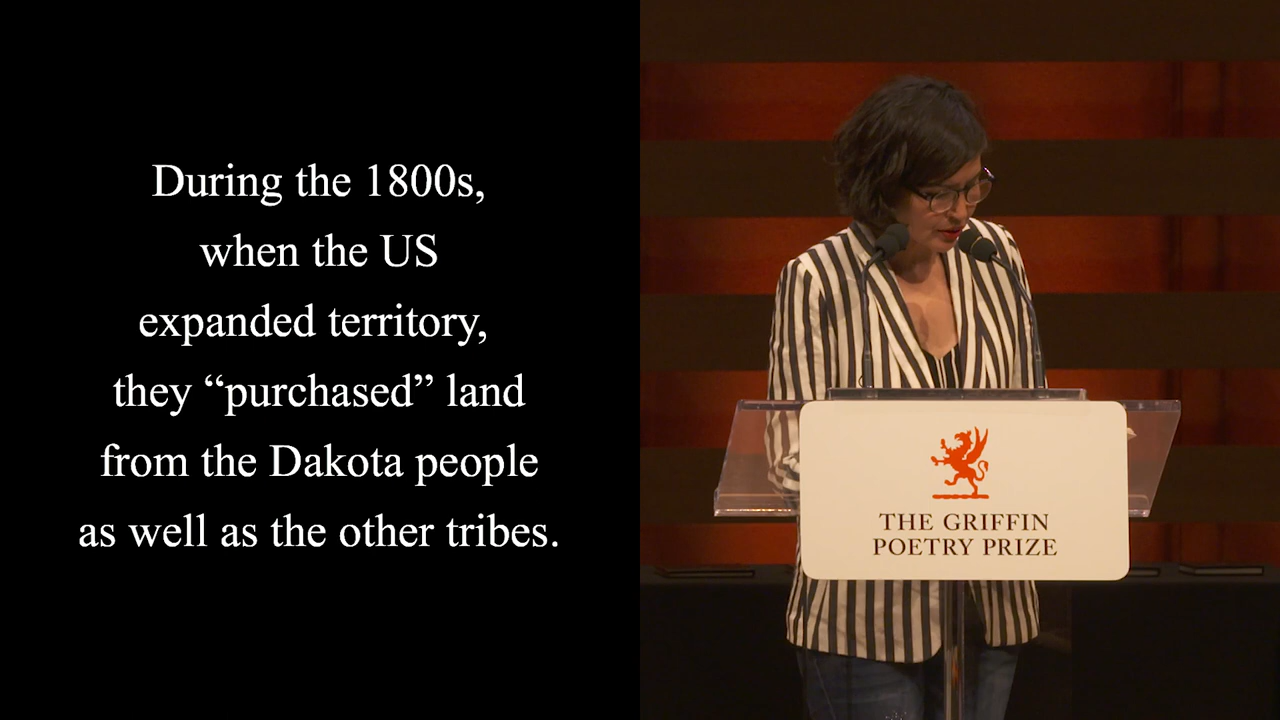 During the 1800s,
when the US
expanded territory,
they “purchased” land
from the Dakota people
as well as the other tribes.
THE GRIFFIN
POETRY PRIZE